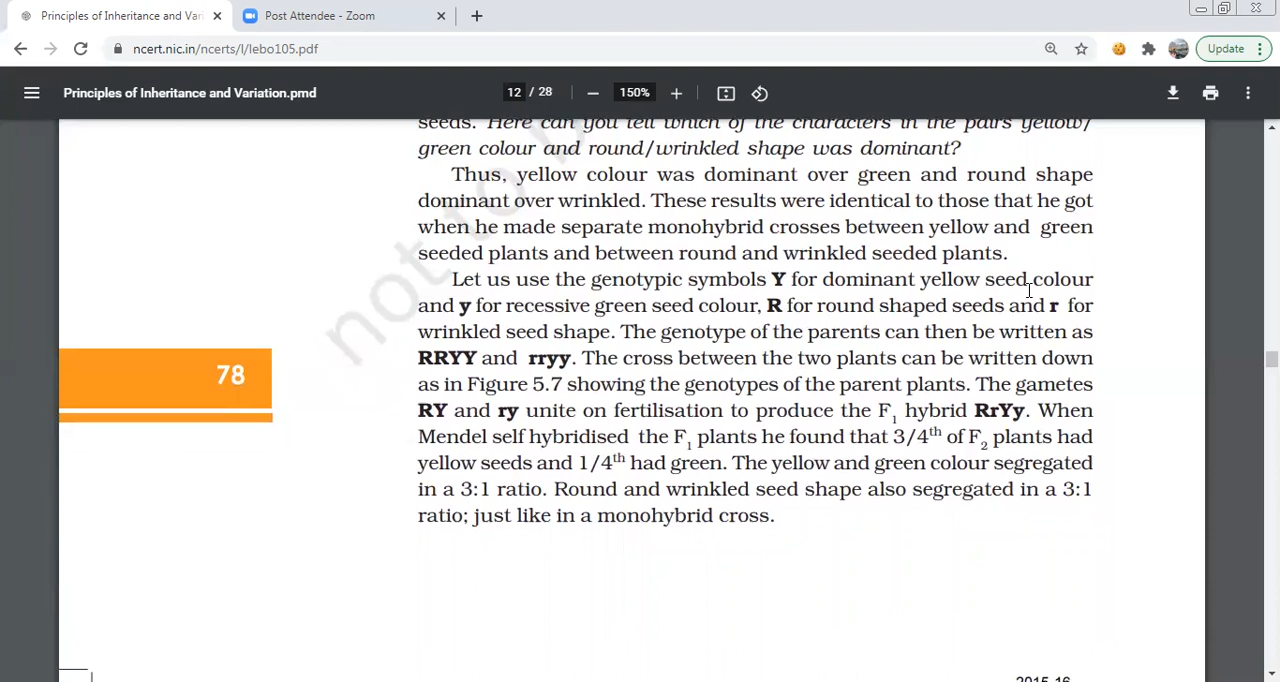 Principles of Inheritance and Vari
Post Attendee - Zoom
ncert.nic.in/ncerts/l/lebo105.pdf
Update
Principles of Inheritance and Variation.pmd
12 / 28
150%
seeds. Here can you tell which of the characters in the pairs yellow/
green colour and round/wrinkled shape was dominant?
Thus, yellow colour was dominant over green and round shape
dominant over wrinkled. These results were identical to those that he got
when he made separate monohybrid crosses between yellow and green
seeded plants and between round and wrinkled seeded plants.
Let us use the genotypic symbols Y for dominant yellow seed colour
and y for recessive green seed colour, R for round shaped seeds and r for
wrinkled seed shape. The genotype of the parents can then be written as
RRYY and rryy. The cross between the two plants can be written down
as in Figure 5.7 showing the genotypes of the parent plants. The gametes
RY and ry unite on fertilisation to produce the F1 hybrid RrYy. When
Mendel self hybridised the F1 plants he found that 3/4th of F2 plants had
yellow seeds and 1/4th had green. The yellow and green colour segregated
in a 3:1 ratio. Round and wrinkled seed shape also segregated in a 3:1
ratio; just like in a monohybrid cross.
78
not to b
2015-16